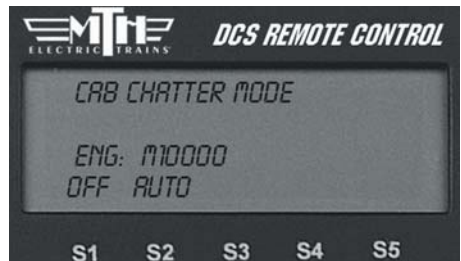 MTH DCS REMOTE CONTROL
ELECTRIC TRAINS
CAB CHATTER MODE
ENG: M10000
OFF AUTO
S1 S2 S3 S4 S5